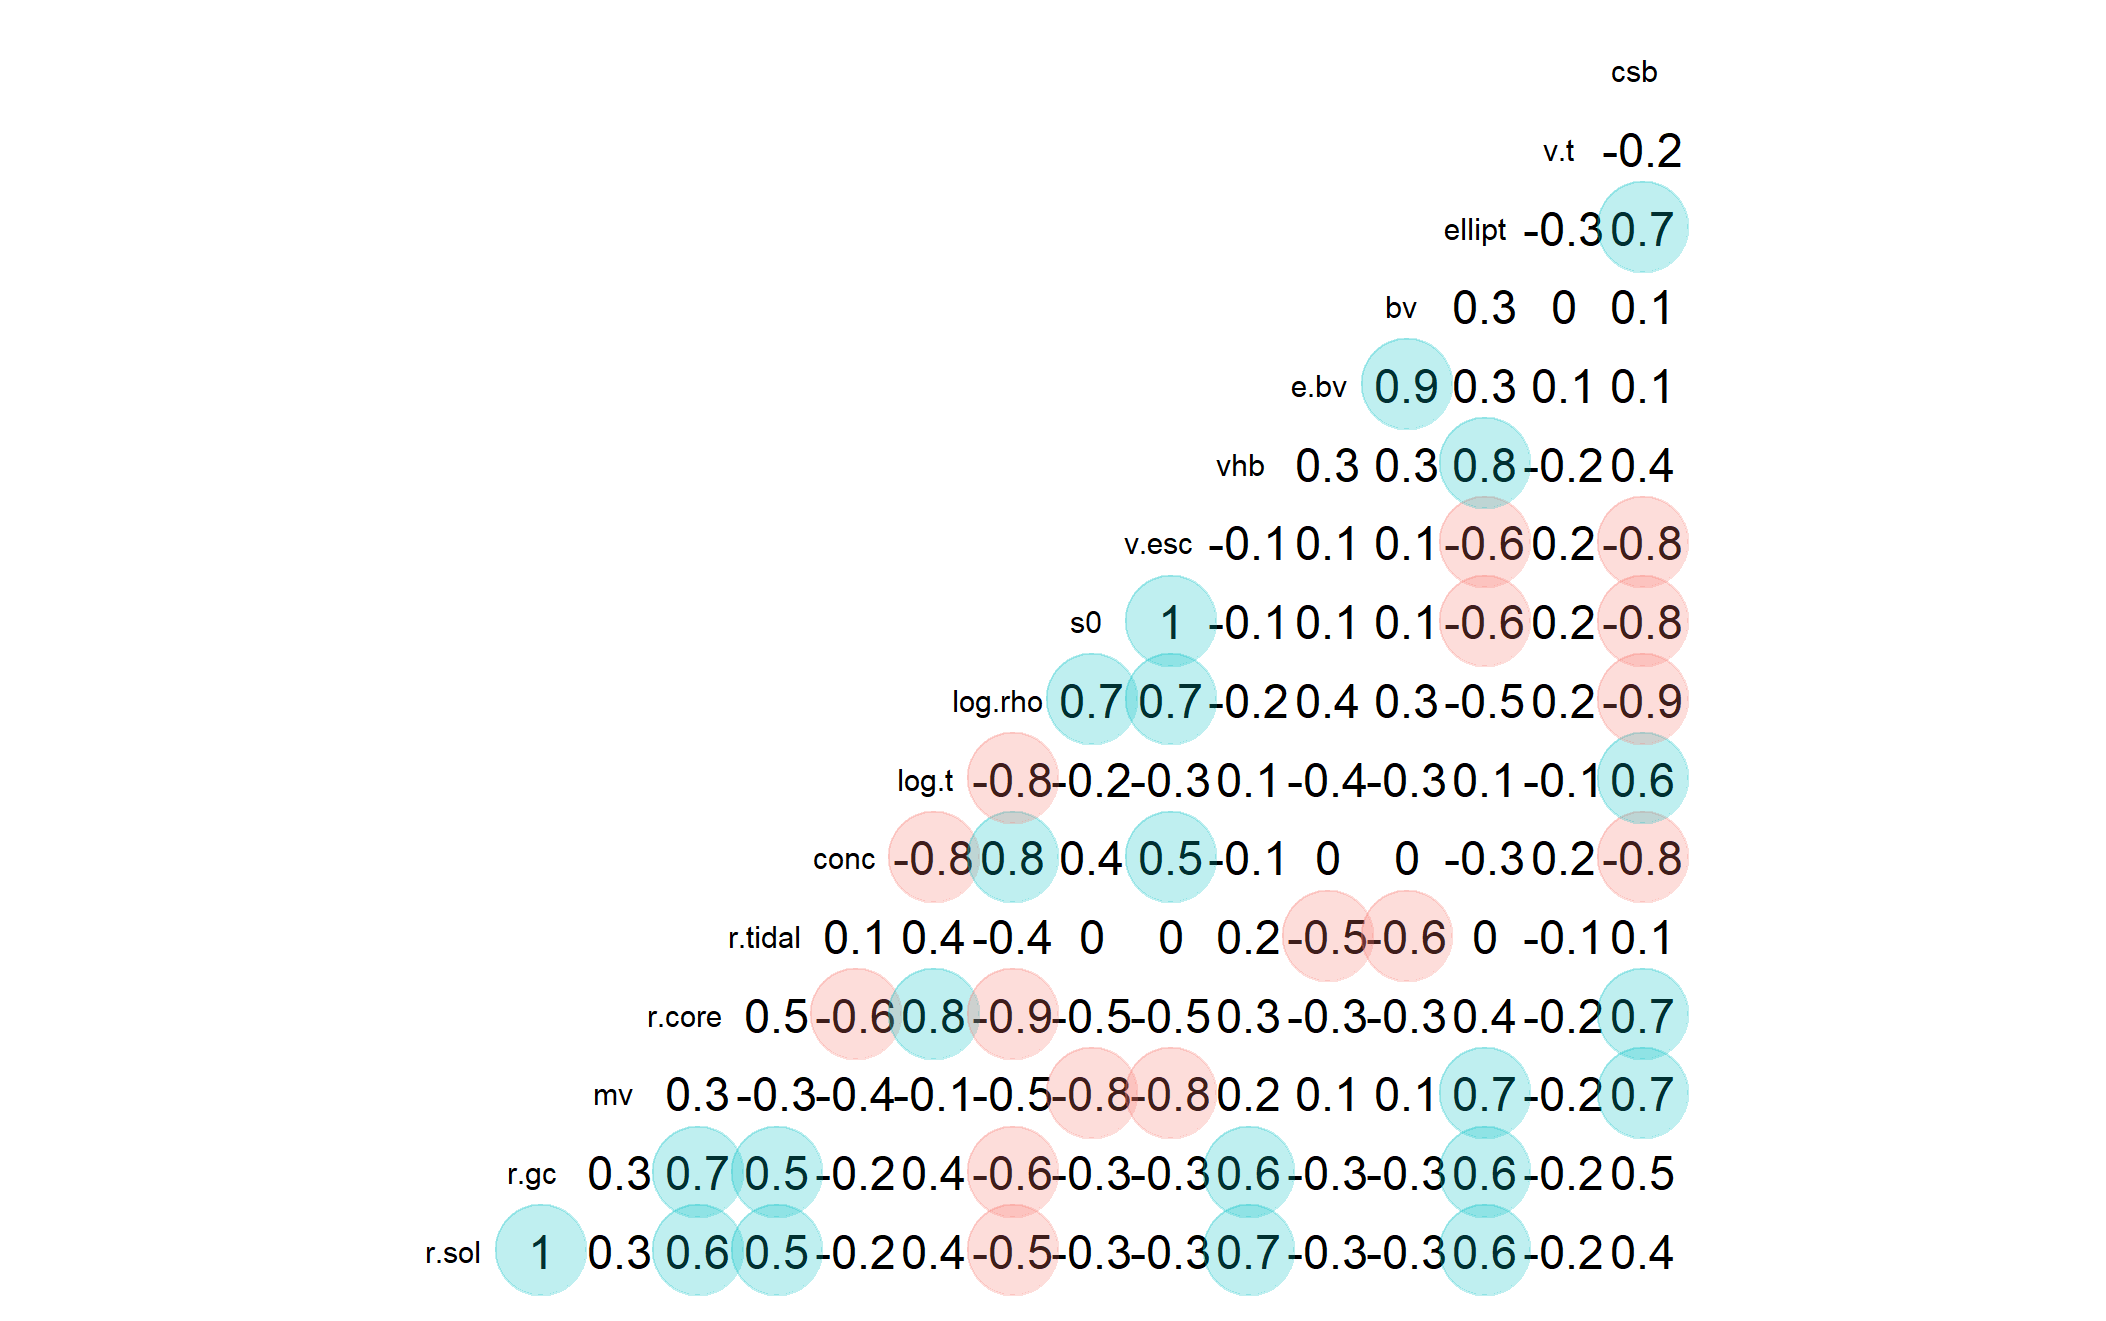 csb
v.t -0.2
ellipt -0.3 0.7
bv 0.3 0 0.1
e.bv 0.9 0.3 0.1 0.1
vhb 0.3 0.3 0.8 -0.2 0.4
v.esc -0.1 0.1 0.1 -0.6 0.2 -0.8
s0 1 -0.1 0.1 0.1 -0.6 0.2 -0.8
log.rho 0.7 0.7 -0.2 0.4 0.3 -0.5 0.2 -0.9
log.t -0.8 -0.2 -0.3 0.1 -0.4 -0.3 0.1 -0.1 0.6
conc -0.8 0.8 0.4 0.5 -0.1 0 0 -0.3 0.2 -0.8
r.tidal 0.1 0.4 -0.4 0 0 0.2 -0.5 -0.6 0 -0.1 0.1
r.core 0.5 -0.6 0.8 -0.9 -0.5 -0.5 0.3 -0.3 -0.3 0.4 -0.2 0.7
mv 0.3 -0.3 -0.4 -0.1 -0.5 -0.8 -0.8 0.2 0.1 0.1 0.7 -0.2 0.7
r.gc 0.3 0.7 0.5 -0.2 0.4 -0.6 -0.3 -0.3 0.6 -0.3 -0.3 0.6 -0.2 0.5
r.sol 1 0.3 0.6 0.5 -0.2 0.4 -0.5 -0.3 -0.3 0.7 -0.3 -0.3 0.6 -0.2 0.4